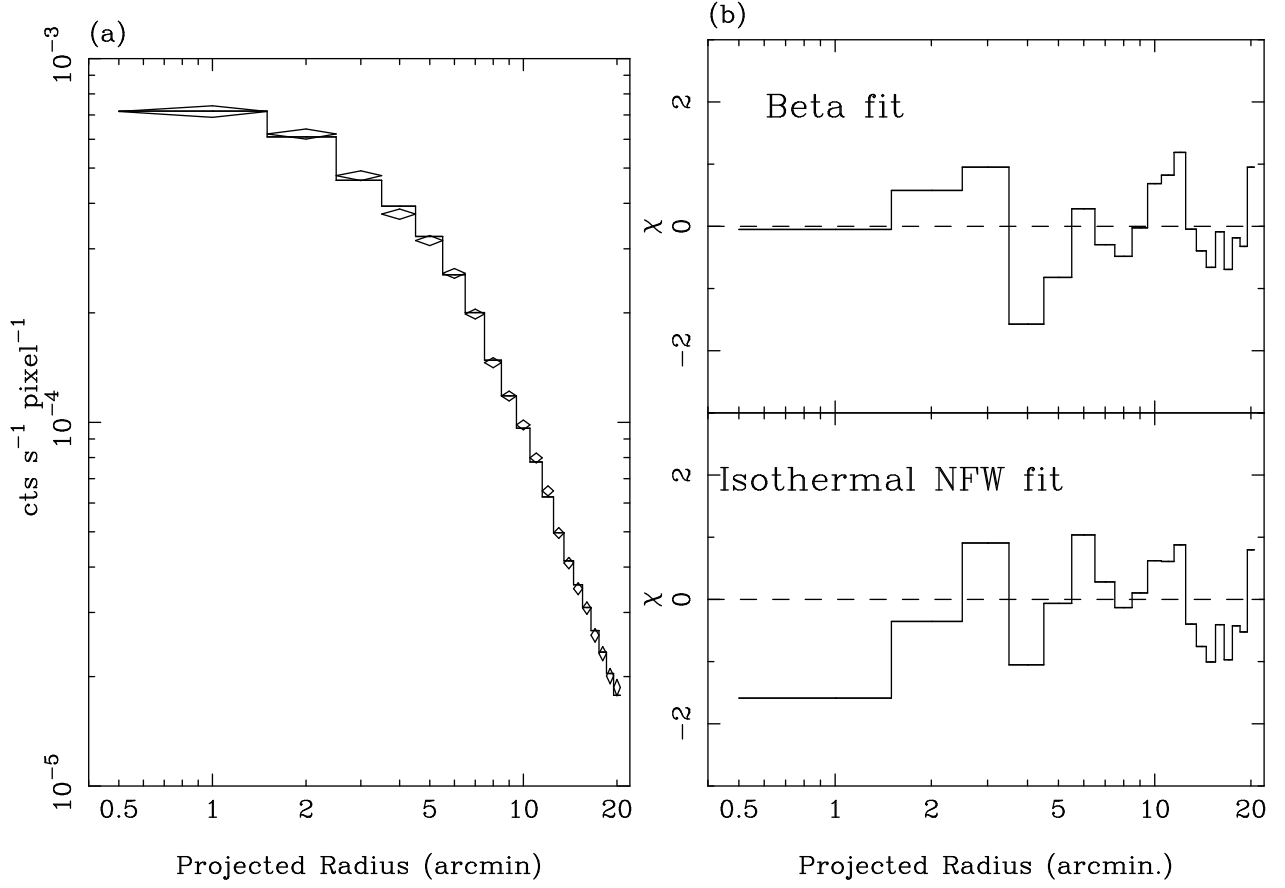 (a)
10⁻³
10⁻⁴
10⁻⁵
cts s⁻¹ pixel⁻¹
0.5 1 2 5 10 20
Projected Radius (arcmin)
(b)
Beta fit
2
0
−2
χ
Isothermal NFW fit
2
0
−2
χ
0.5 1 2 5 10 20
Projected Radius (arcmin.)